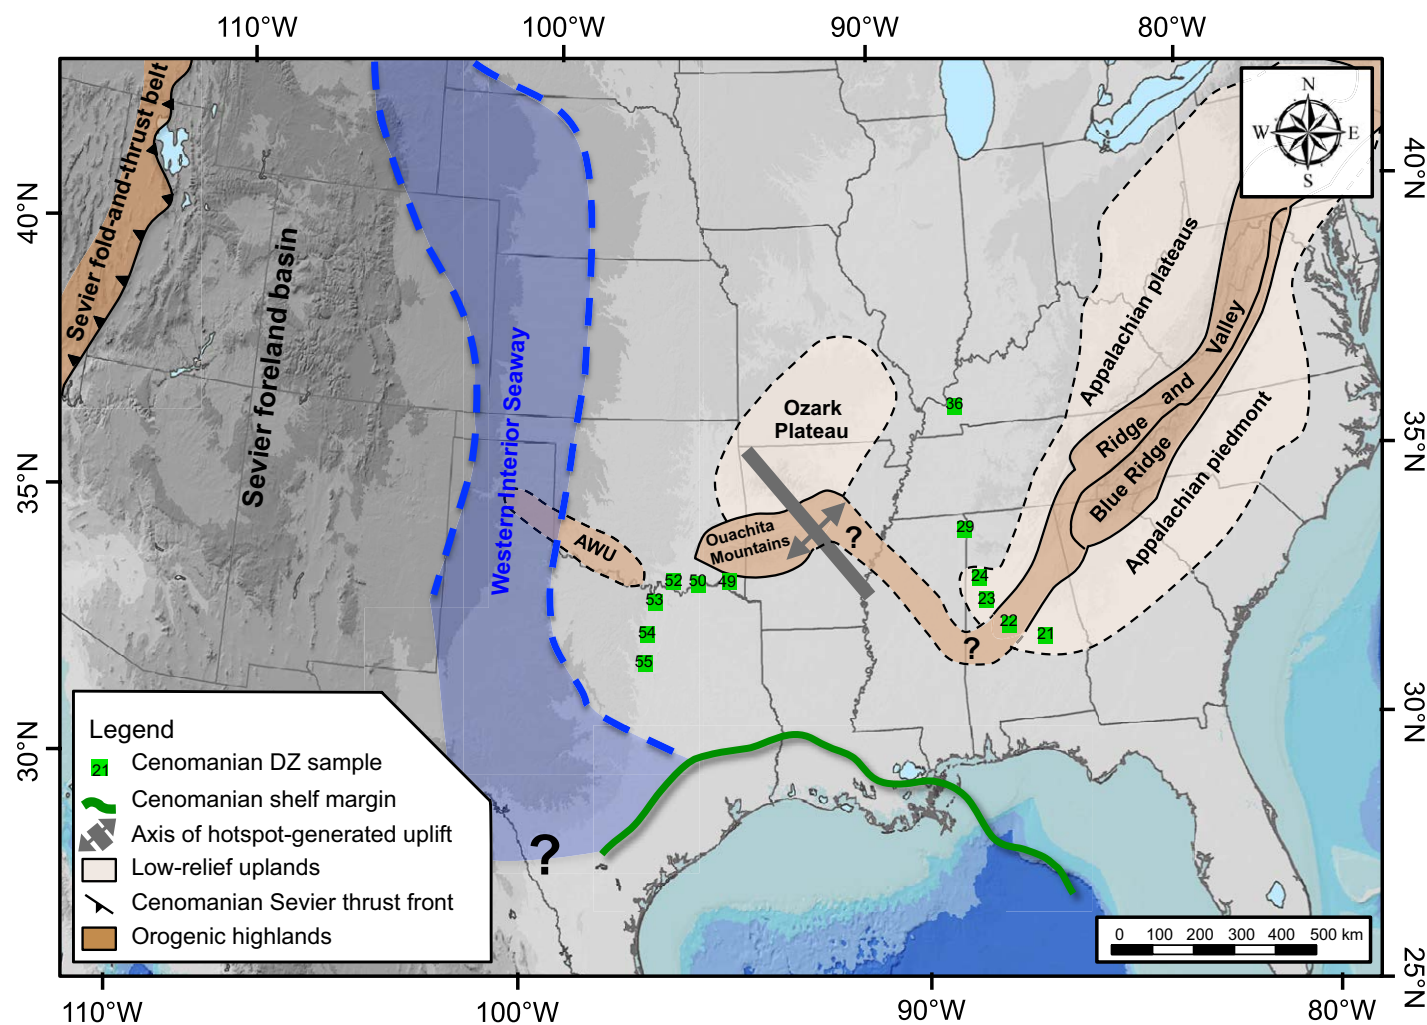 110°W
100°W
90°W
80°W
40°N
35°N
30°N
40°N
35°N
30°N
25°N
110°W
100°W
90°W
80°W
N
W
E
S
Sevier fold-and-thrust belt
Sevier foreland basin
Western Interior Seaway
Appalachian plateaus
Ridge and Valley
Blue Ridge
Appalachian piedmont
Ozark
Plateau
Ouachita
Mountains
AWU
?
?
?
36
29
24
23
22
21
52
50
49
53
54
55
Legend
21
Cenomanian DZ sample
Cenomanian shelf margin
Axis of hotspot-generated uplift
Low-relief uplands
Cenomanian Sevier thrust front
Orogenic highlands
0 100 200 300 400 500 km